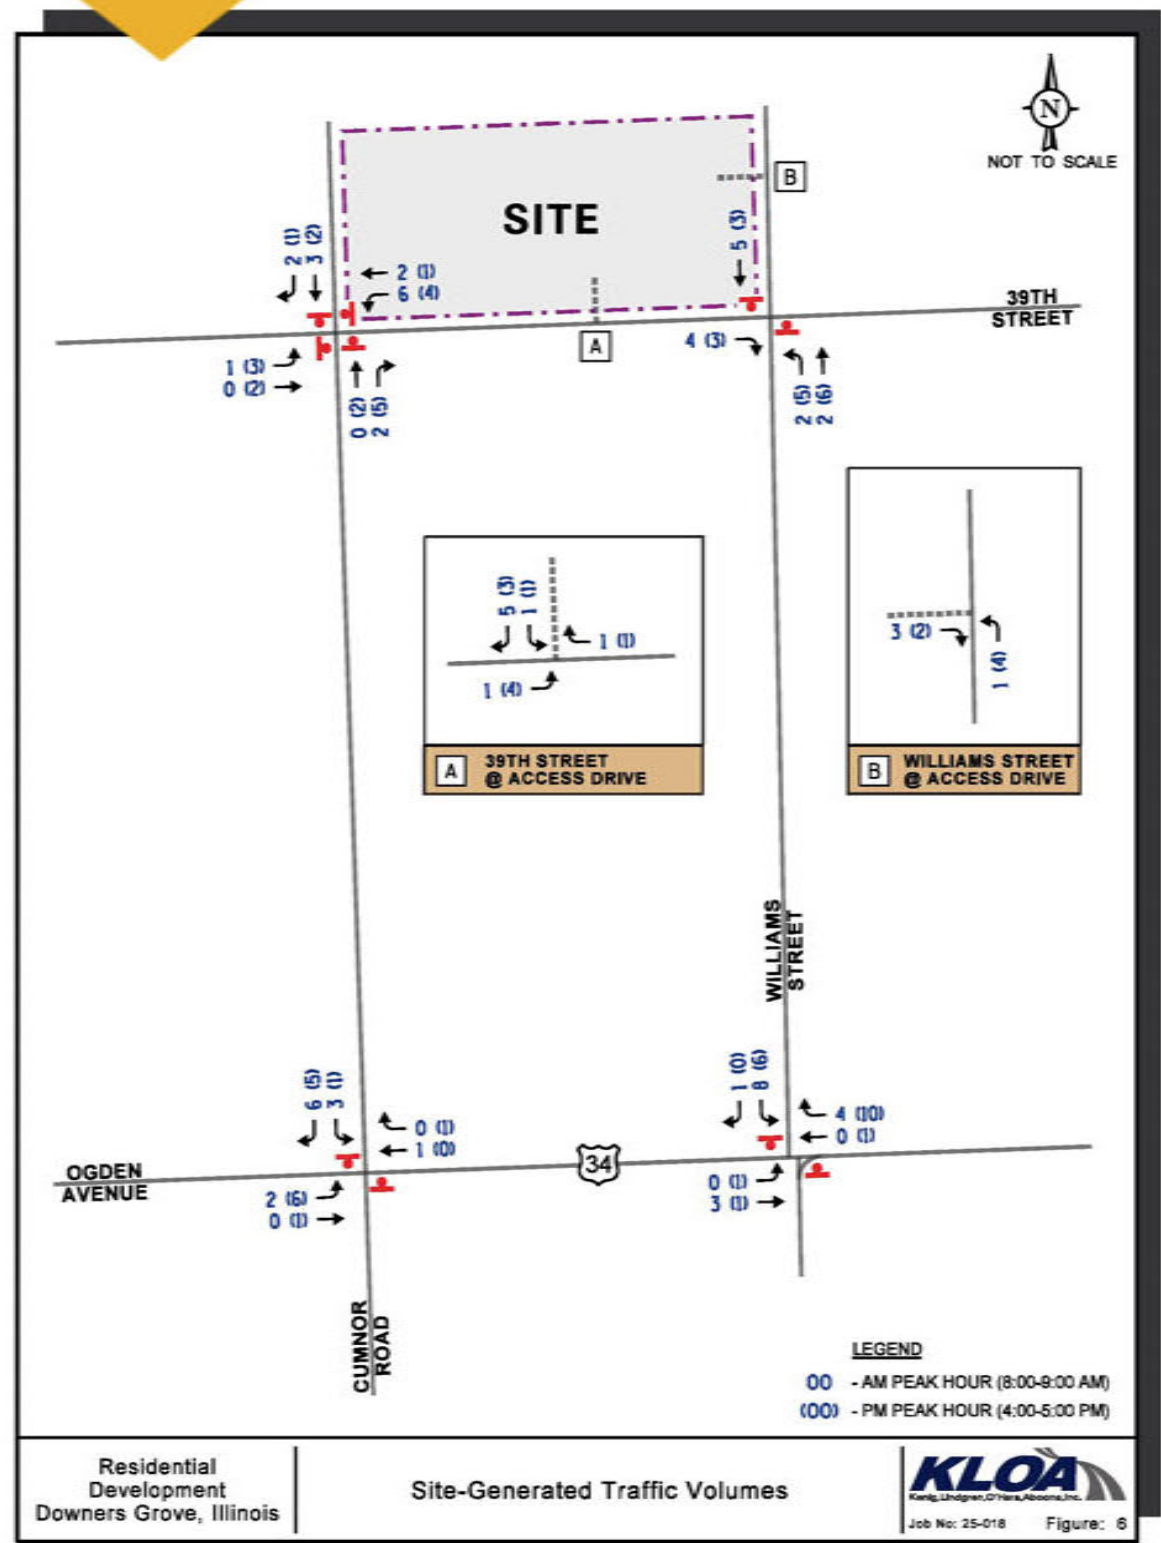 N
NOT TO SCALE
SITE
B
2 (1)
3 (2)
2 (1)
6 (4)
5 (3)
39TH
STREET
A
4 (3)
1 (3)
0 (2)
0 (2)
2 (5)
2 (5)
2 (6)
5 (3)
1 (1)
1 (1)
1 (4)
A
39TH STREET
@ ACCESS DRIVE
3 (2)
1 (4)
B
WILLIAMS STREET
@ ACCESS DRIVE
WILLIAMS
STREET
6 (5)
3 (1)
0 (1)
1 (0)
1 (0)
8 (6)
4 (10)
0 (1)
OGDEN
AVENUE
34
2 (6)
0 (1)
0 (1)
3 (1)
CUMNOR
ROAD
LEGEND
00 - AM PEAK HOUR (8:00-9:00 AM)
(00) - PM PEAK HOUR (4:00-5:00 PM)
Residential
Development
Downers Grove, Illinois
Site-Generated Traffic Volumes
KLOA
Kenig,Lindgren,O'Hara,Aboona,Inc.
Job No: 25-018
Figure: 6